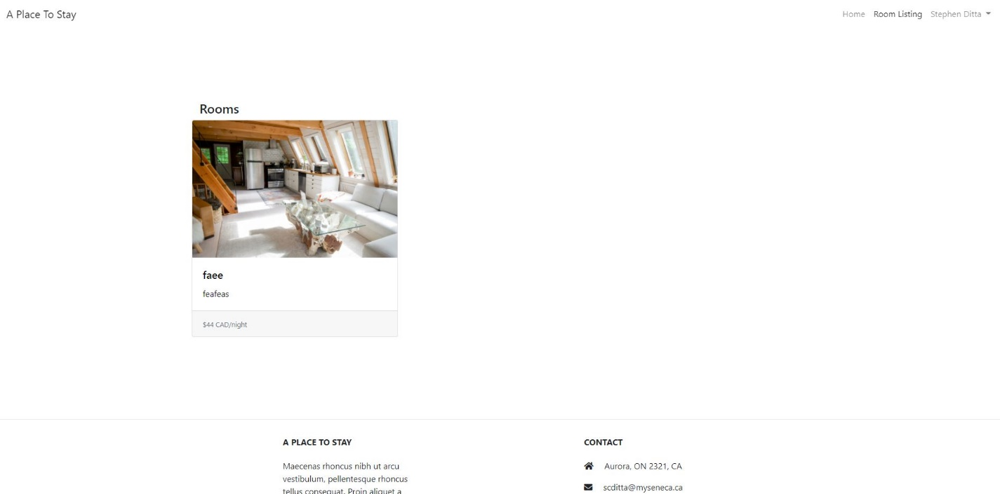 A Place To Stay
Home
Room Listing
Stephen Ditta
Rooms
faee
feafeas
$44 CAD/night
A PLACE TO STAY
Maecenas rhoncus nibh ut arcu
vestibulum, pellentesque rhoncus
tellus consequat. Proin aliquet a
CONTACT
Aurora, ON 2321, CA
scditta@myseneca.ca